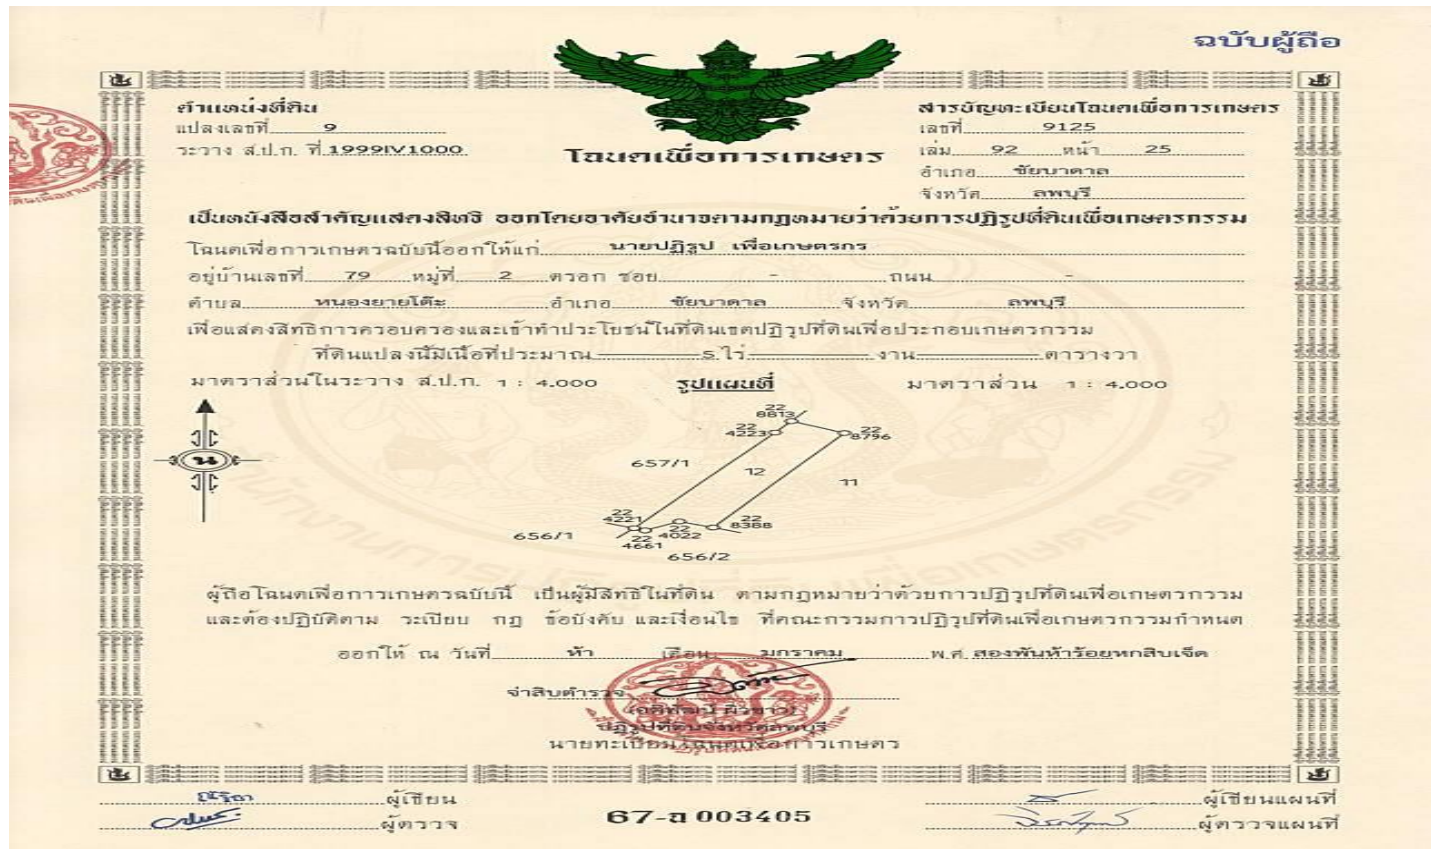 ฉบับผู้ถือ
ตำแหน่งที่ดิน
แปลงเลขที่ 9
ระวาง ส.ป.ก. ที่ 1999IV1000
โฉนดเพื่อการเกษตร
สารบัญทะเบียนโฉนดเพื่อการเกษตร
เลขที่ 9125
เล่ม 92 หน้า 25
อำเภอ ชัยบาดาล
จังหวัด ลพบุรี
เป็นหนังสือสำคัญแสดงสิทธิ ออกโดยอาศัยอำนาจตามกฎหมายว่าด้วยการปฏิรูปที่ดินเพื่อเกษตรกรรม
โฉนดเพื่อการเกษตรฉบับนี้ออกให้แก่ นายปฏิรูป เพื่อเกษตรกร
อยู่บ้านเลขที่ 79 หมู่ที่ 2 ตรอก ซอย - ถนน -
ตำบล หนองยายโต๊ะ อำเภอ ชัยบาดาล จังหวัด ลพบุรี
เพื่อแสดงสิทธิการครอบครองและเข้าทำประโยชน์ในที่ดินเขตปฏิรูปที่ดินเพื่อประกอบเกษตรกรรม
ที่ดินแปลงนี้มีเนื้อที่ประมาณ ไร่ งาน ตารางวา
มาตราส่วนในระวาง ส.ป.ก. 1 : 4.000 รูปแผนที่ มาตราส่วน 1 : 4.000
22
8813
22
4223
22
8796
น
657/1
12
11
22
4221
22
8388
656/1
22
4022
22
4661
656/2
ผู้ถือโฉนดเพื่อการเกษตรฉบับนี้ เป็นผู้มีสิทธิในที่ดิน ตามกฎหมายว่าด้วยการปฏิรูปที่ดินเพื่อเกษตรกรรม
และต้องปฏิบัติตาม ระเบียบ กฎ ข้อบังคับ และเงื่อนไข ที่คณะกรรมการปฏิรูปที่ดินเพื่อเกษตรกรรมกำหนด
ออกให้ ณ วันที่ ห้า เดือน มกราคม พ.ศ. สองพันห้าร้อยหกสิบเจ็ด
จ่าสิบตำรวจ
ปฏิรูปที่ดินจังหวัดลพบุรี
นายทะเบียนโฉนดเพื่อการเกษตร
ผู้เขียน
ผู้ตรวจ
67-ฉ 003405
ผู้เขียนแผนที่
ผู้ตรวจแผนที่